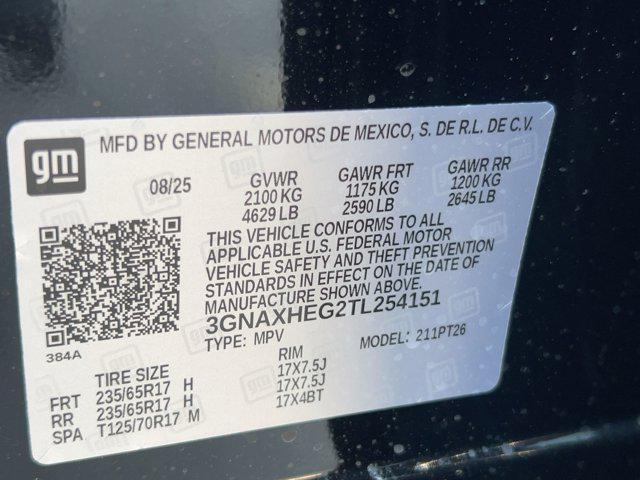 gm
MFD BY GENERAL MOTORS DE MEXICO, S. DE R.L. DE C.V.
08/25 GVWR GAWR FRT GAWR RR
2100 KG 1175 KG 1200 KG
4629 LB 2590 LB 2645 LB
THIS VEHICLE CONFORMS TO ALL
APPLICABLE U.S. FEDERAL MOTOR
VEHICLE SAFETY AND THEFT PREVENTION
STANDARDS IN EFFECT ON THE DATE OF
MANUFACTURE SHOWN ABOVE.
3GNAXHEG2TL254151
384A
TYPE: MPV MODEL: 211PT26
TIRE SIZE RIM
FRT 235/65R17 H 17X7.5J
RR 235/65R17 H 17X7.5J
SPA T125/70R17 M 17X4BT